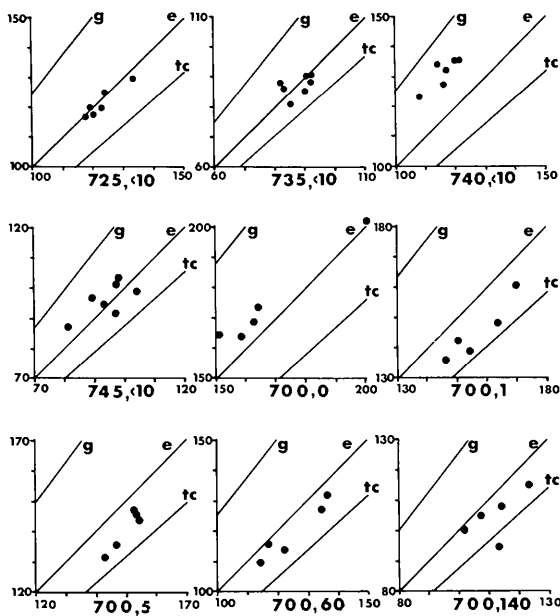 150 g e 110 g e 150 g e
tc tc tc
100 60 100
100 725,‹10 150 60 735,‹10 110 100 740,‹10 150
120 g e 200 g e 180 g e
tc tc tc
70 150 130
70 745,‹10 120 150 700,0 200 130 700,1 180
170 g e 150 g e 130 g e
tc tc tc
120 100 80
120 700,5 170 100 700,60 150 80 700,140 130